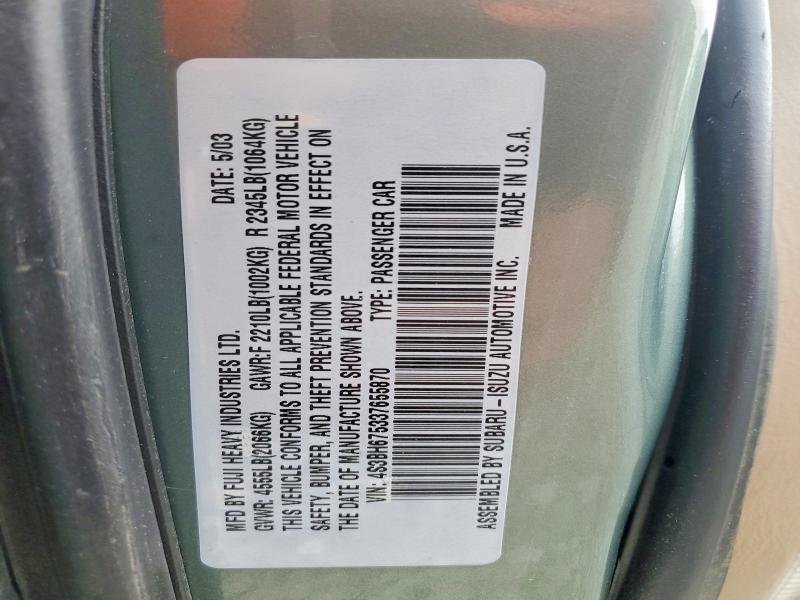 MFD BY FUJI HEAVY INDUSTRIES LTD. DATE: 5/03
GVWR: 4555LB(2066KG) GAWR:F 2210LB(1002KG) R 2345LB(1064KG)
THIS VEHICLE CONFORMS TO ALL APPLICABLE FEDERAL MOTOR VEHICLE
SAFETY, BUMPER, AND THEFT PREVENTION STANDARDS IN EFFECT ON
THE DATE OF MANUFACTURE SHOWN ABOVE.
VIN: 4S3BH675337655870 TYPE: PASSENGER CAR
ASSEMBLED BY SUBARU-ISUZU AUTOMOTIVE INC. MADE IN U.S.A.